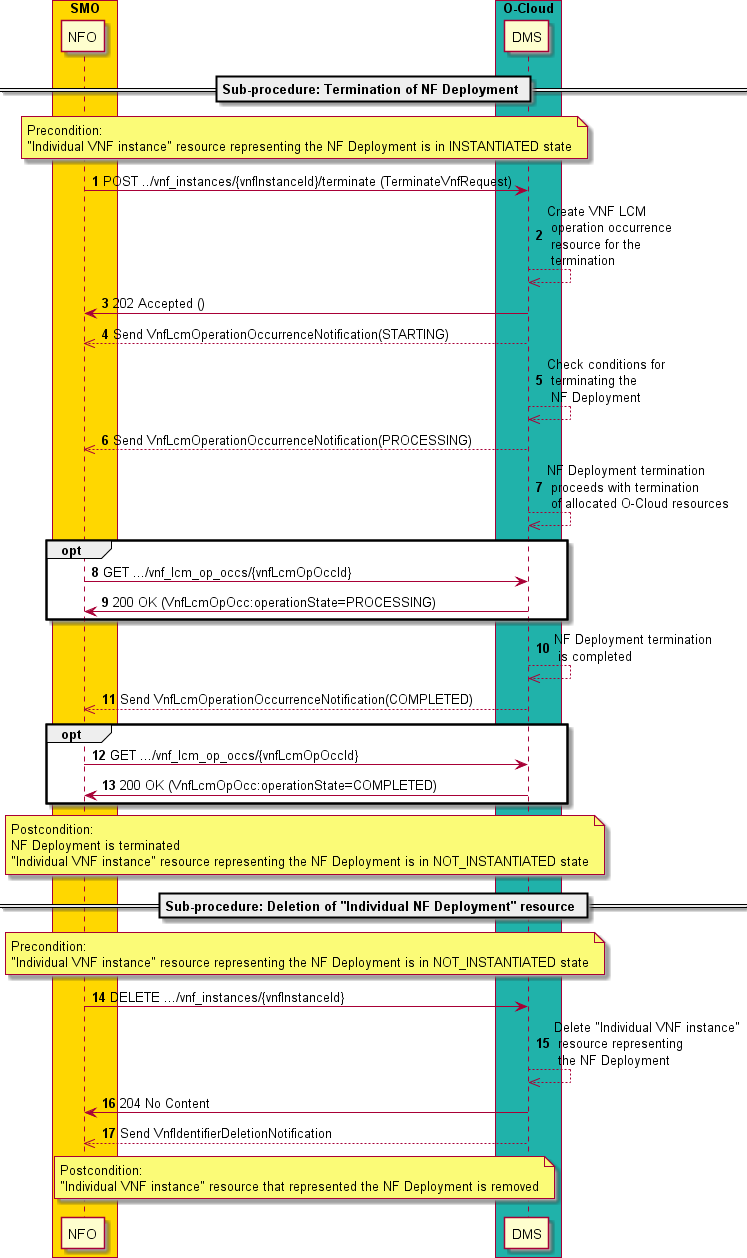 SMO
O-Cloud
NFO
DMS
Sub-procedure: Termination of NF Deployment
Precondition:
"Individual VNF instance" resource representing the NF Deployment is in INSTANTIATED state
1 POST ../vnf_instances/{vnfInstanceId}/terminate (TerminateVnfRequest)
Create VNF LCM
operation occurrence
2 resource for the
termination
3 202 Accepted ()
4 Send VnfLcmOperationOccurrenceNotification(STARTING)
Check conditions for
5 terminating the
NF Deployment
6 Send VnfLcmOperationOccurrenceNotification(PROCESSING)
NF Deployment termination
7 proceeds with termination
of allocated O-Cloud resources
opt
8 GET .../vnf_lcm_op_occs/{vnfLcmOpOccId}
9 200 OK (VnfLcmOpOcc:operationState=PROCESSING)
10 NF Deployment termination
is completed
11 Send VnfLcmOperationOccurrenceNotification(COMPLETED)
opt
12 GET .../vnf_lcm_op_occs/{vnfLcmOpOccId}
13 200 OK (VnfLcmOpOcc:operationState=COMPLETED)
Postcondition:
NF Deployment is terminated
"Individual VNF instance" resource representing the NF Deployment is in NOT_INSTANTIATED state
Sub-procedure: Deletion of "Individual NF Deployment" resource
Precondition:
"Individual VNF instance" resource representing the NF Deployment is in NOT_INSTANTIATED state
14 DELETE .../vnf_instances/{vnfInstanceId}
Delete "Individual VNF instance"
15 resource representing
the NF Deployment
16 204 No Content
17 Send VnfIdentifierDeletionNotification
Postcondition:
"Individual VNF instance" resource that represented the NF Deployment is removed
NFO
DMS